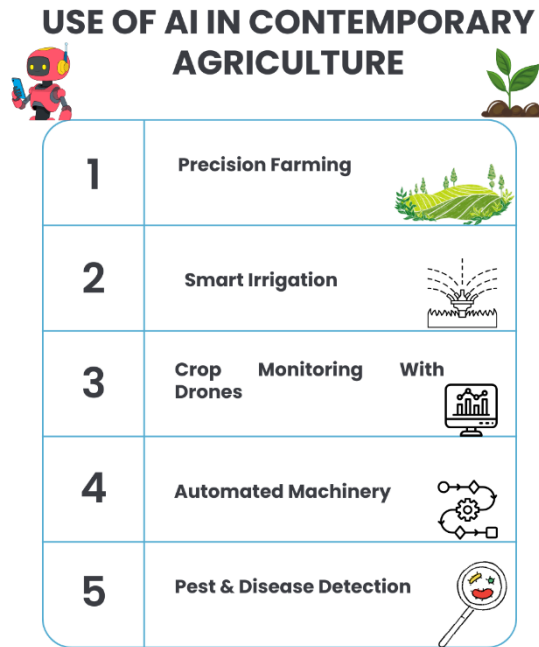 USE OF AI IN CONTEMPORARY
AGRICULTURE
1
Precision Farming
2
Smart Irrigation
3
Crop Monitoring With
Drones
4
Automated Machinery
5
Pest & Disease Detection